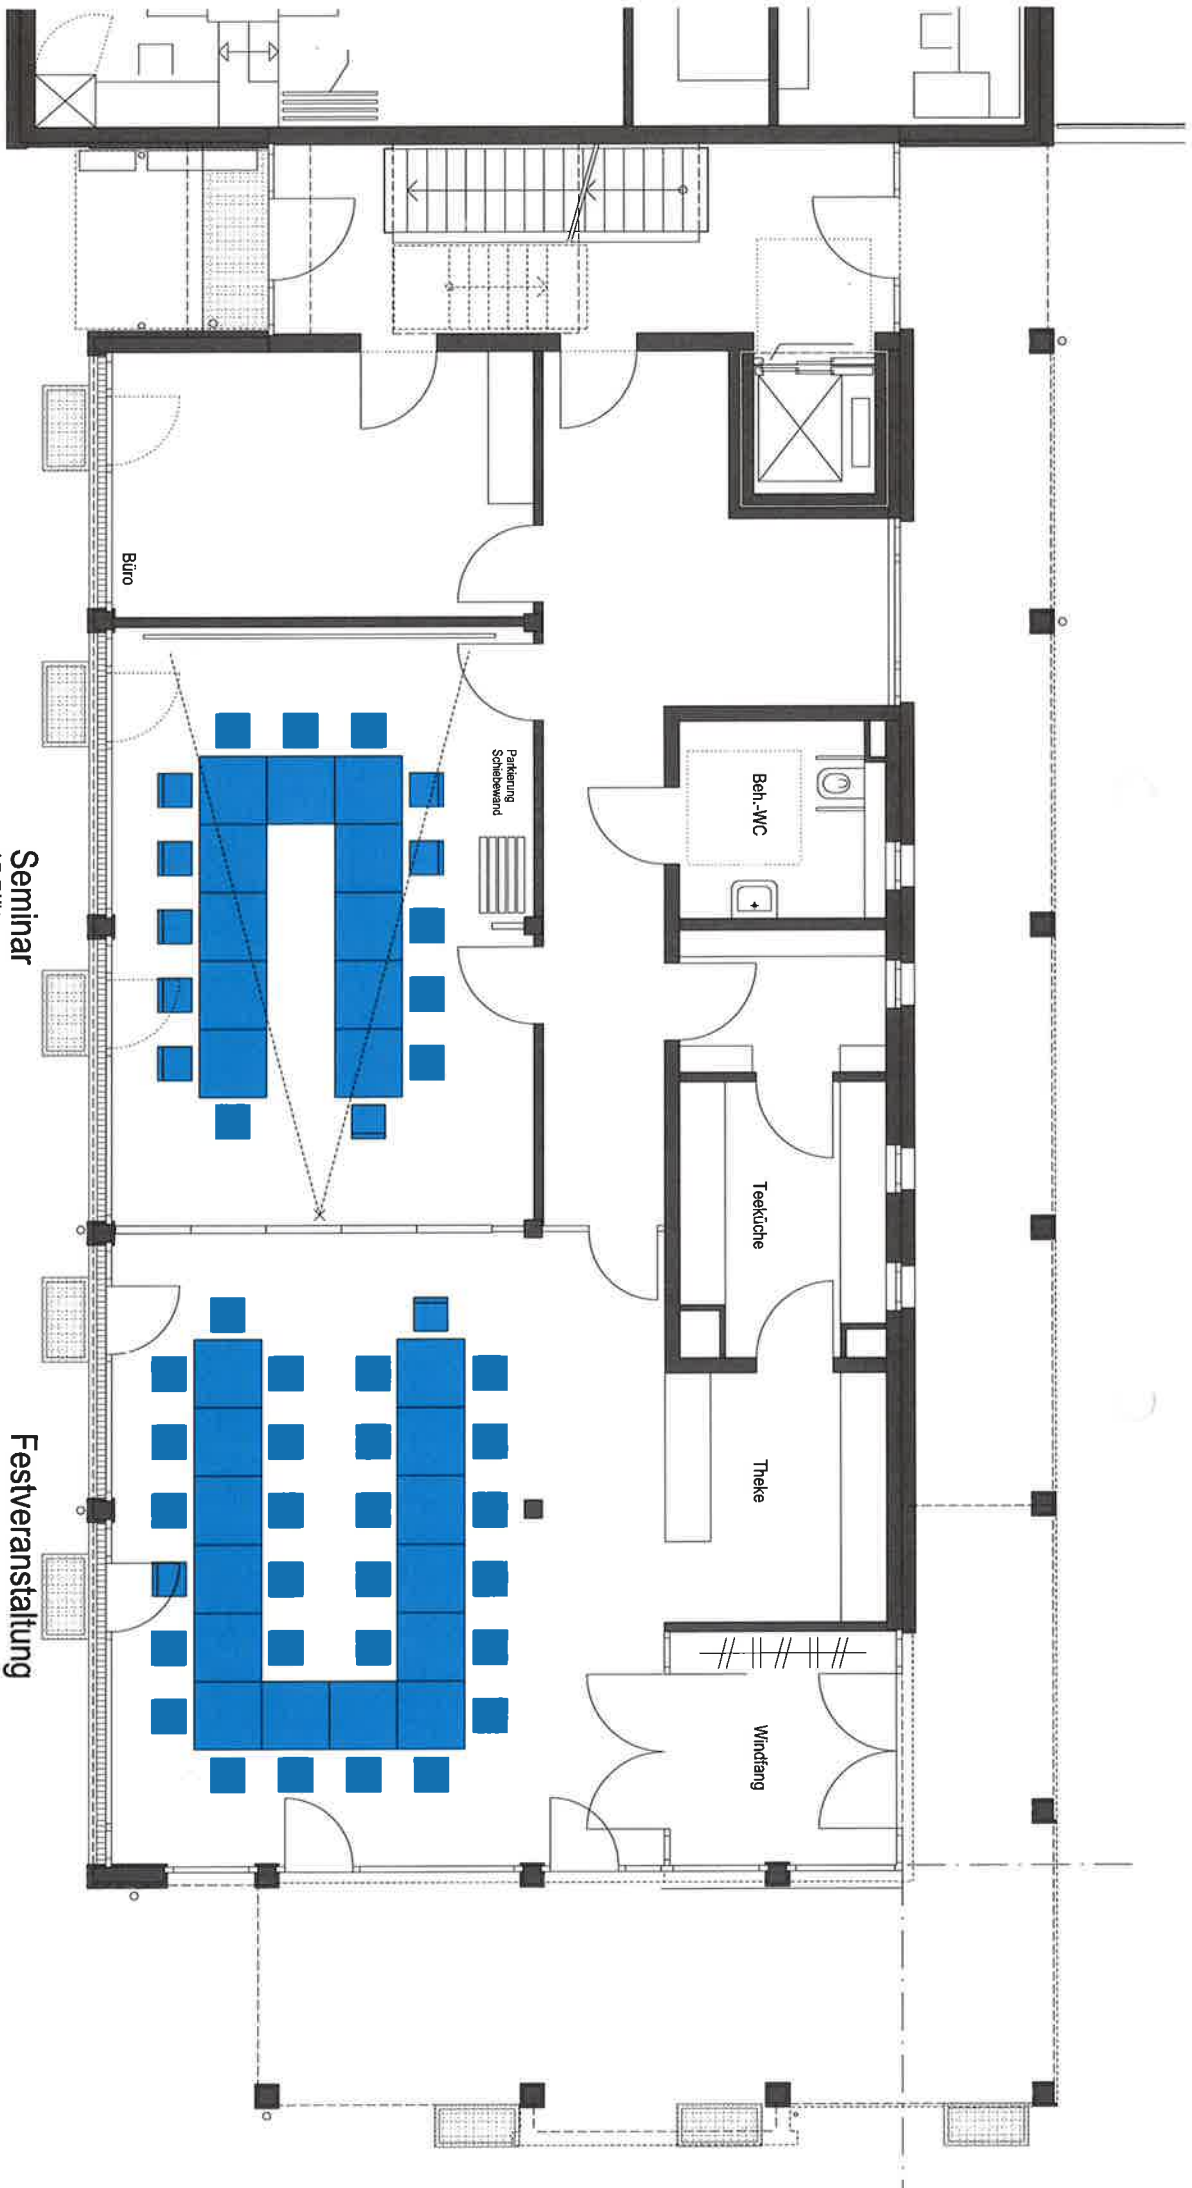 Büro
Parkierung
Schiebewand
Beh.-WC
Teeküche
Theke
Windfang
Seminar
Festveranstaltung